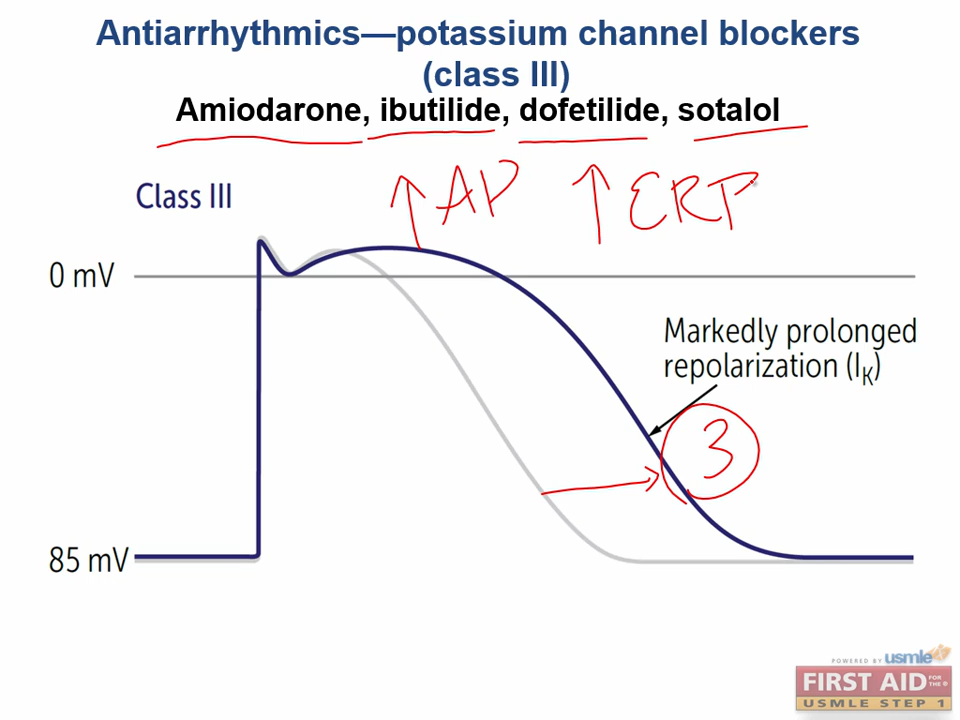 Antiarrhythmics—potassium channel blockers
(class III)
Amiodarone, ibutilide, dofetilide, sotalol
↑AP ↑ERP
Class III
0 mV
Markedly prolonged
repolarization (IK)
3
85 mV
POWERED BY usmle
FIRST AID FOR THE ®
USMLE STEP 1